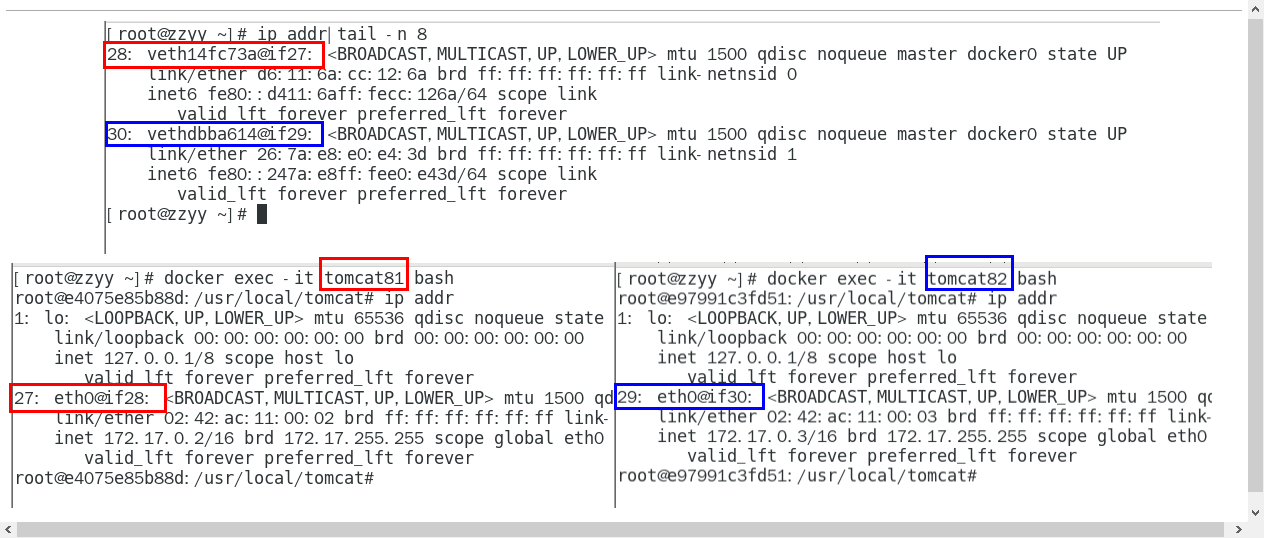 [root@zzyy ~]# ip addr| tail -n 8
28: veth14fc73a@if27: <BROADCAST,MULTICAST,UP,LOWER_UP> mtu 1500 qdisc noqueue master docker0 state UP
link/ether d6:11:6a:cc:12:6a brd ff:ff:ff:ff:ff:ff link-netnsid 0
inet6 fe80::d411:6aff:fecc:126a/64 scope link
valid_lft forever preferred_lft forever
30: vethdbba614@if29: <BROADCAST,MULTICAST,UP,LOWER_UP> mtu 1500 qdisc noqueue master docker0 state UP
link/ether 26:7a:e8:e0:e4:3d brd ff:ff:ff:ff:ff:ff link-netnsid 1
inet6 fe80::247a:e8ff:fee0:e43d/64 scope link
valid_lft forever preferred_lft forever
[root@zzyy ~]#
[root@zzyy ~]# docker exec -it tomcat81 bash
root@e4075e85b88d:/usr/local/tomcat# ip addr
1: lo: <LOOPBACK,UP,LOWER_UP> mtu 65536 qdisc noqueue state
link/loopback 00:00:00:00:00:00 brd 00:00:00:00:00:00
inet 127.0.0.1/8 scope host lo
valid_lft forever preferred_lft forever
27: eth0@if28: <BROADCAST,MULTICAST,UP,LOWER_UP> mtu 1500 qd
link/ether 02:42:ac:11:00:02 brd ff:ff:ff:ff:ff:ff link-
inet 172.17.0.2/16 brd 172.17.255.255 scope global eth0
valid_lft forever preferred_lft forever
root@e4075e85b88d:/usr/local/tomcat#
[root@zzyy ~]# docker exec -it tomcat82 bash
root@e97991c3fd51:/usr/local/tomcat# ip addr
1: lo: <LOOPBACK,UP,LOWER_UP> mtu 65536 qdisc noqueue state
link/loopback 00:00:00:00:00:00 brd 00:00:00:00:00:00
inet 127.0.0.1/8 scope host lo
valid_lft forever preferred_lft forever
29: eth0@if30: <BROADCAST,MULTICAST,UP,LOWER_UP> mtu 1500 q
link/ether 02:42:ac:11:00:03 brd ff:ff:ff:ff:ff:ff link-
inet 172.17.0.3/16 brd 172.17.255.255 scope global eth0
valid_lft forever preferred_lft forever
root@e97991c3fd51:/usr/local/tomcat#